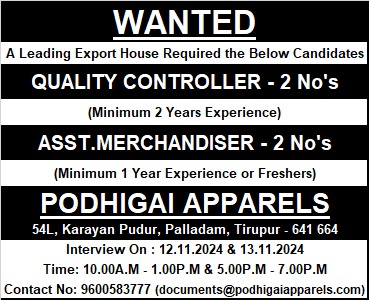 WANTED
A Leading Export House Required the Below Candidates
QUALITY CONTROLLER - 2 No's
(Minimum 2 Years Experience)
ASST.MERCHANDISER - 2 No's
(Minimum 1 Year Experience or Freshers)
PODHIGAI APPARELS
54L, Karayan Pudur, Palladam, Tirupur - 641 664
Interview On : 12.11.2024 & 13.11.2024
Time: 10.00A.M - 1.00P.M & 5.00P.M - 7.00P.M
Contact No: 9600583777 (documents@podhigaiapparels.com)